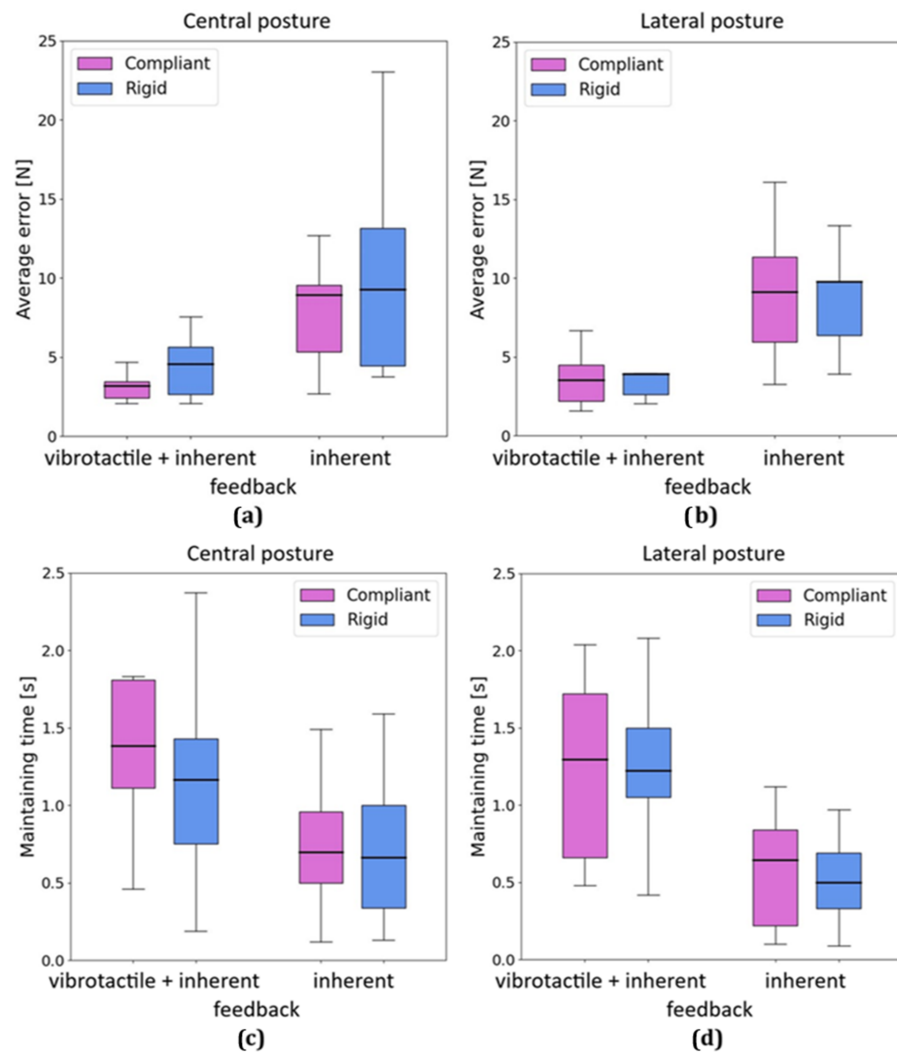 Central posture
25
20
15
10
5
0
Average error [N]
Compliant
Rigid
vibrotactile + inherent
inherent
feedback
(a)
Lateral posture
25
20
15
10
5
0
Average error [N]
Compliant
Rigid
vibrotactile + inherent
inherent
feedback
(b)
Central posture
2.5
2.0
1.5
1.0
0.5
0.0
Maintaining time [s]
Compliant
Rigid
vibrotactile + inherent
inherent
feedback
(c)
Lateral posture
2.5
2.0
1.5
1.0
0.5
0.0
Maintaining time [s]
Compliant
Rigid
vibrotactile + inherent
inherent
feedback
(d)